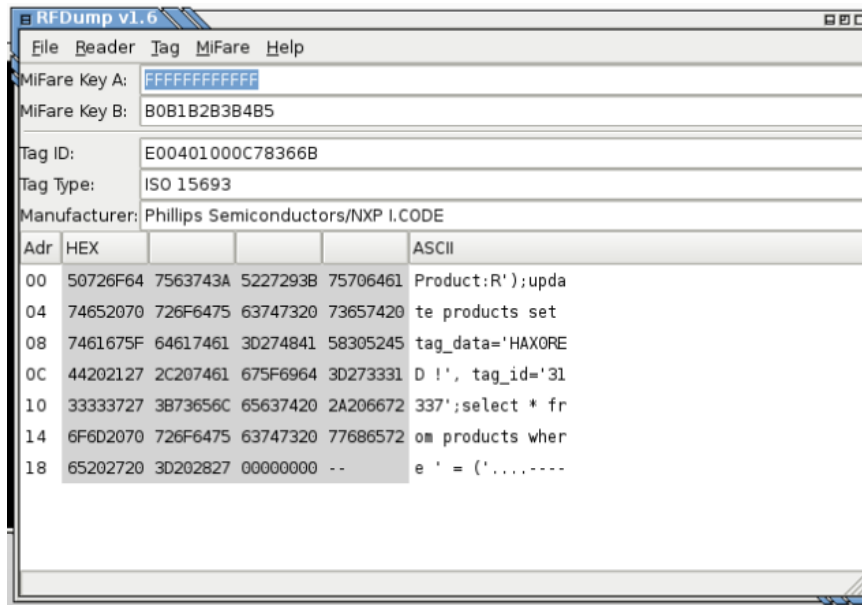 RFDump v1.6
File Reader Tag MiFare Help
MiFare Key A: FFFFFFFFFFFF
MiFare Key B: B0B1B2B3B4B5
Tag ID: E00401000C78366B
Tag Type: ISO 15693
Manufacturer: Phillips Semiconductors/NXP I.CODE
Adr HEX ASCII
00 50726F64 7563743A 5227293B 75706461 Product:R');upda
04 74652070 726F6475 63747320 73657420 te products set
08 7461675F 64617461 3D274841 58305245 tag_data='HAX0RE
0C 44202127 2C207461 675F6964 3D273331 D !', tag_id='31
10 33333727 3B73656C 65637420 2A206672 337';select * fr
14 6F6D2070 726F6475 63747320 77686572 om products wher
18 65202720 3D202827 00000000 -- e ' = ('....----